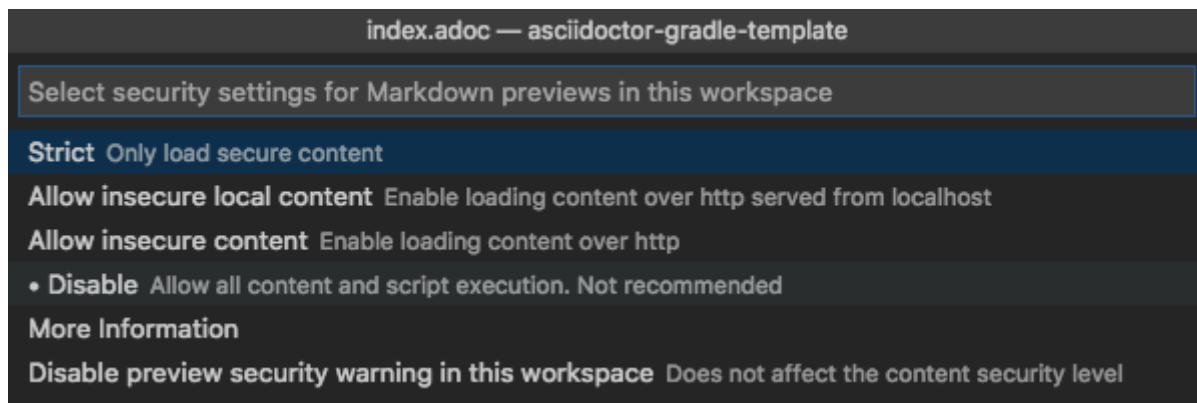 index.adoc — asciidoctor-gradle-template
Select security settings for Markdown previews in this workspace
Strict Only load secure content
Allow insecure local content Enable loading content over http served from localhost
Allow insecure content Enable loading content over http
• Disable Allow all content and script execution. Not recommended
More Information
Disable preview security warning in this workspace Does not affect the content security level